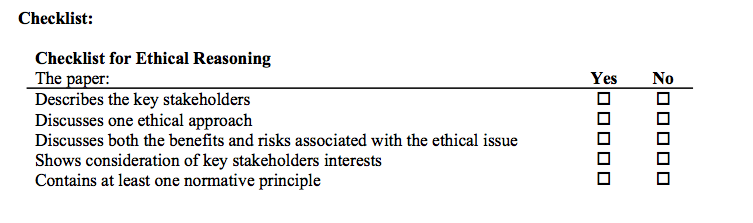 Checklist:
Checklist for Ethical Reasoning
The paper: Yes No
Describes the key stakeholders ☐ ☐
Discusses one ethical approach ☐ ☐
Discusses both the benefits and risks associated with the ethical issue ☐ ☐
Shows consideration of key stakeholders interests ☐ ☐
Contains at least one normative principle ☐ ☐